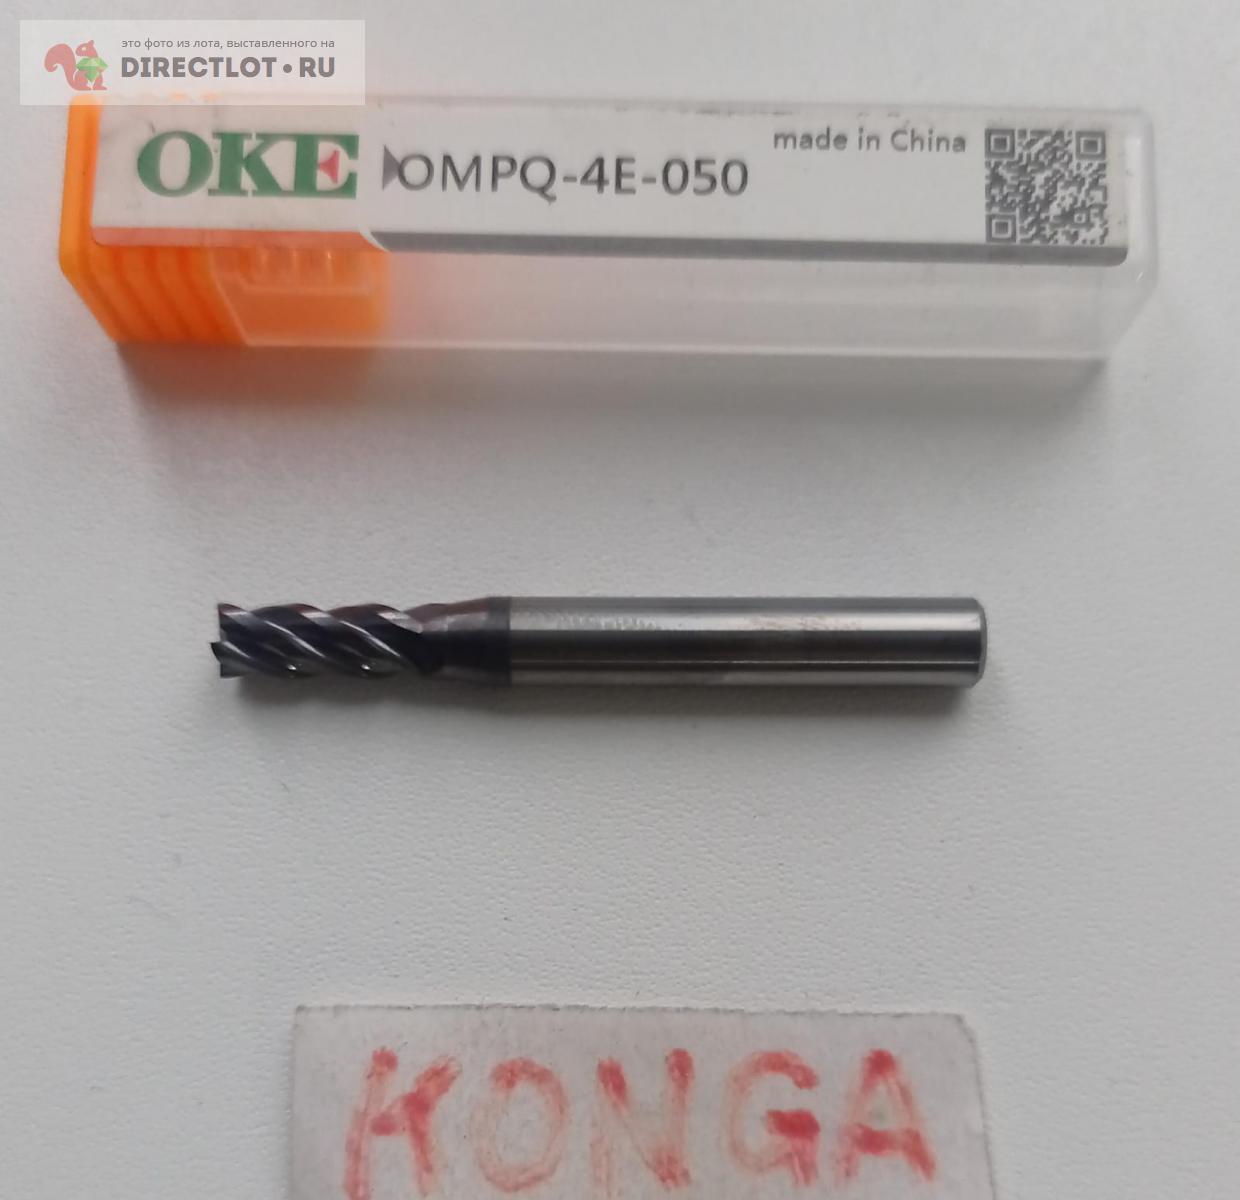 это фото из лота, выставленного на
DIRECTLOT•RU
made in China
OKE OMPQ-4E-050
KONGA